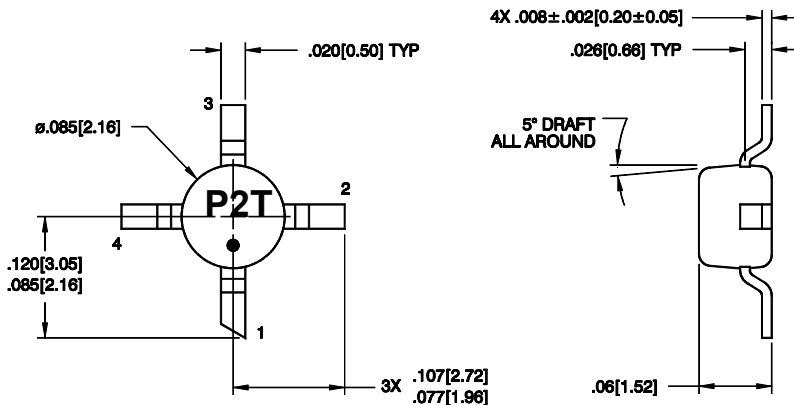 4X .008±.002[0.20±0.05]
.020[0.50] TYP
.026[0.66] TYP
3
ø.085[2.16]
5° DRAFT
ALL AROUND
2
P2T
4
.120[3.05]
.085[2.16]
1
3X .107[2.72]
.077[1.96]
.06[1.52]